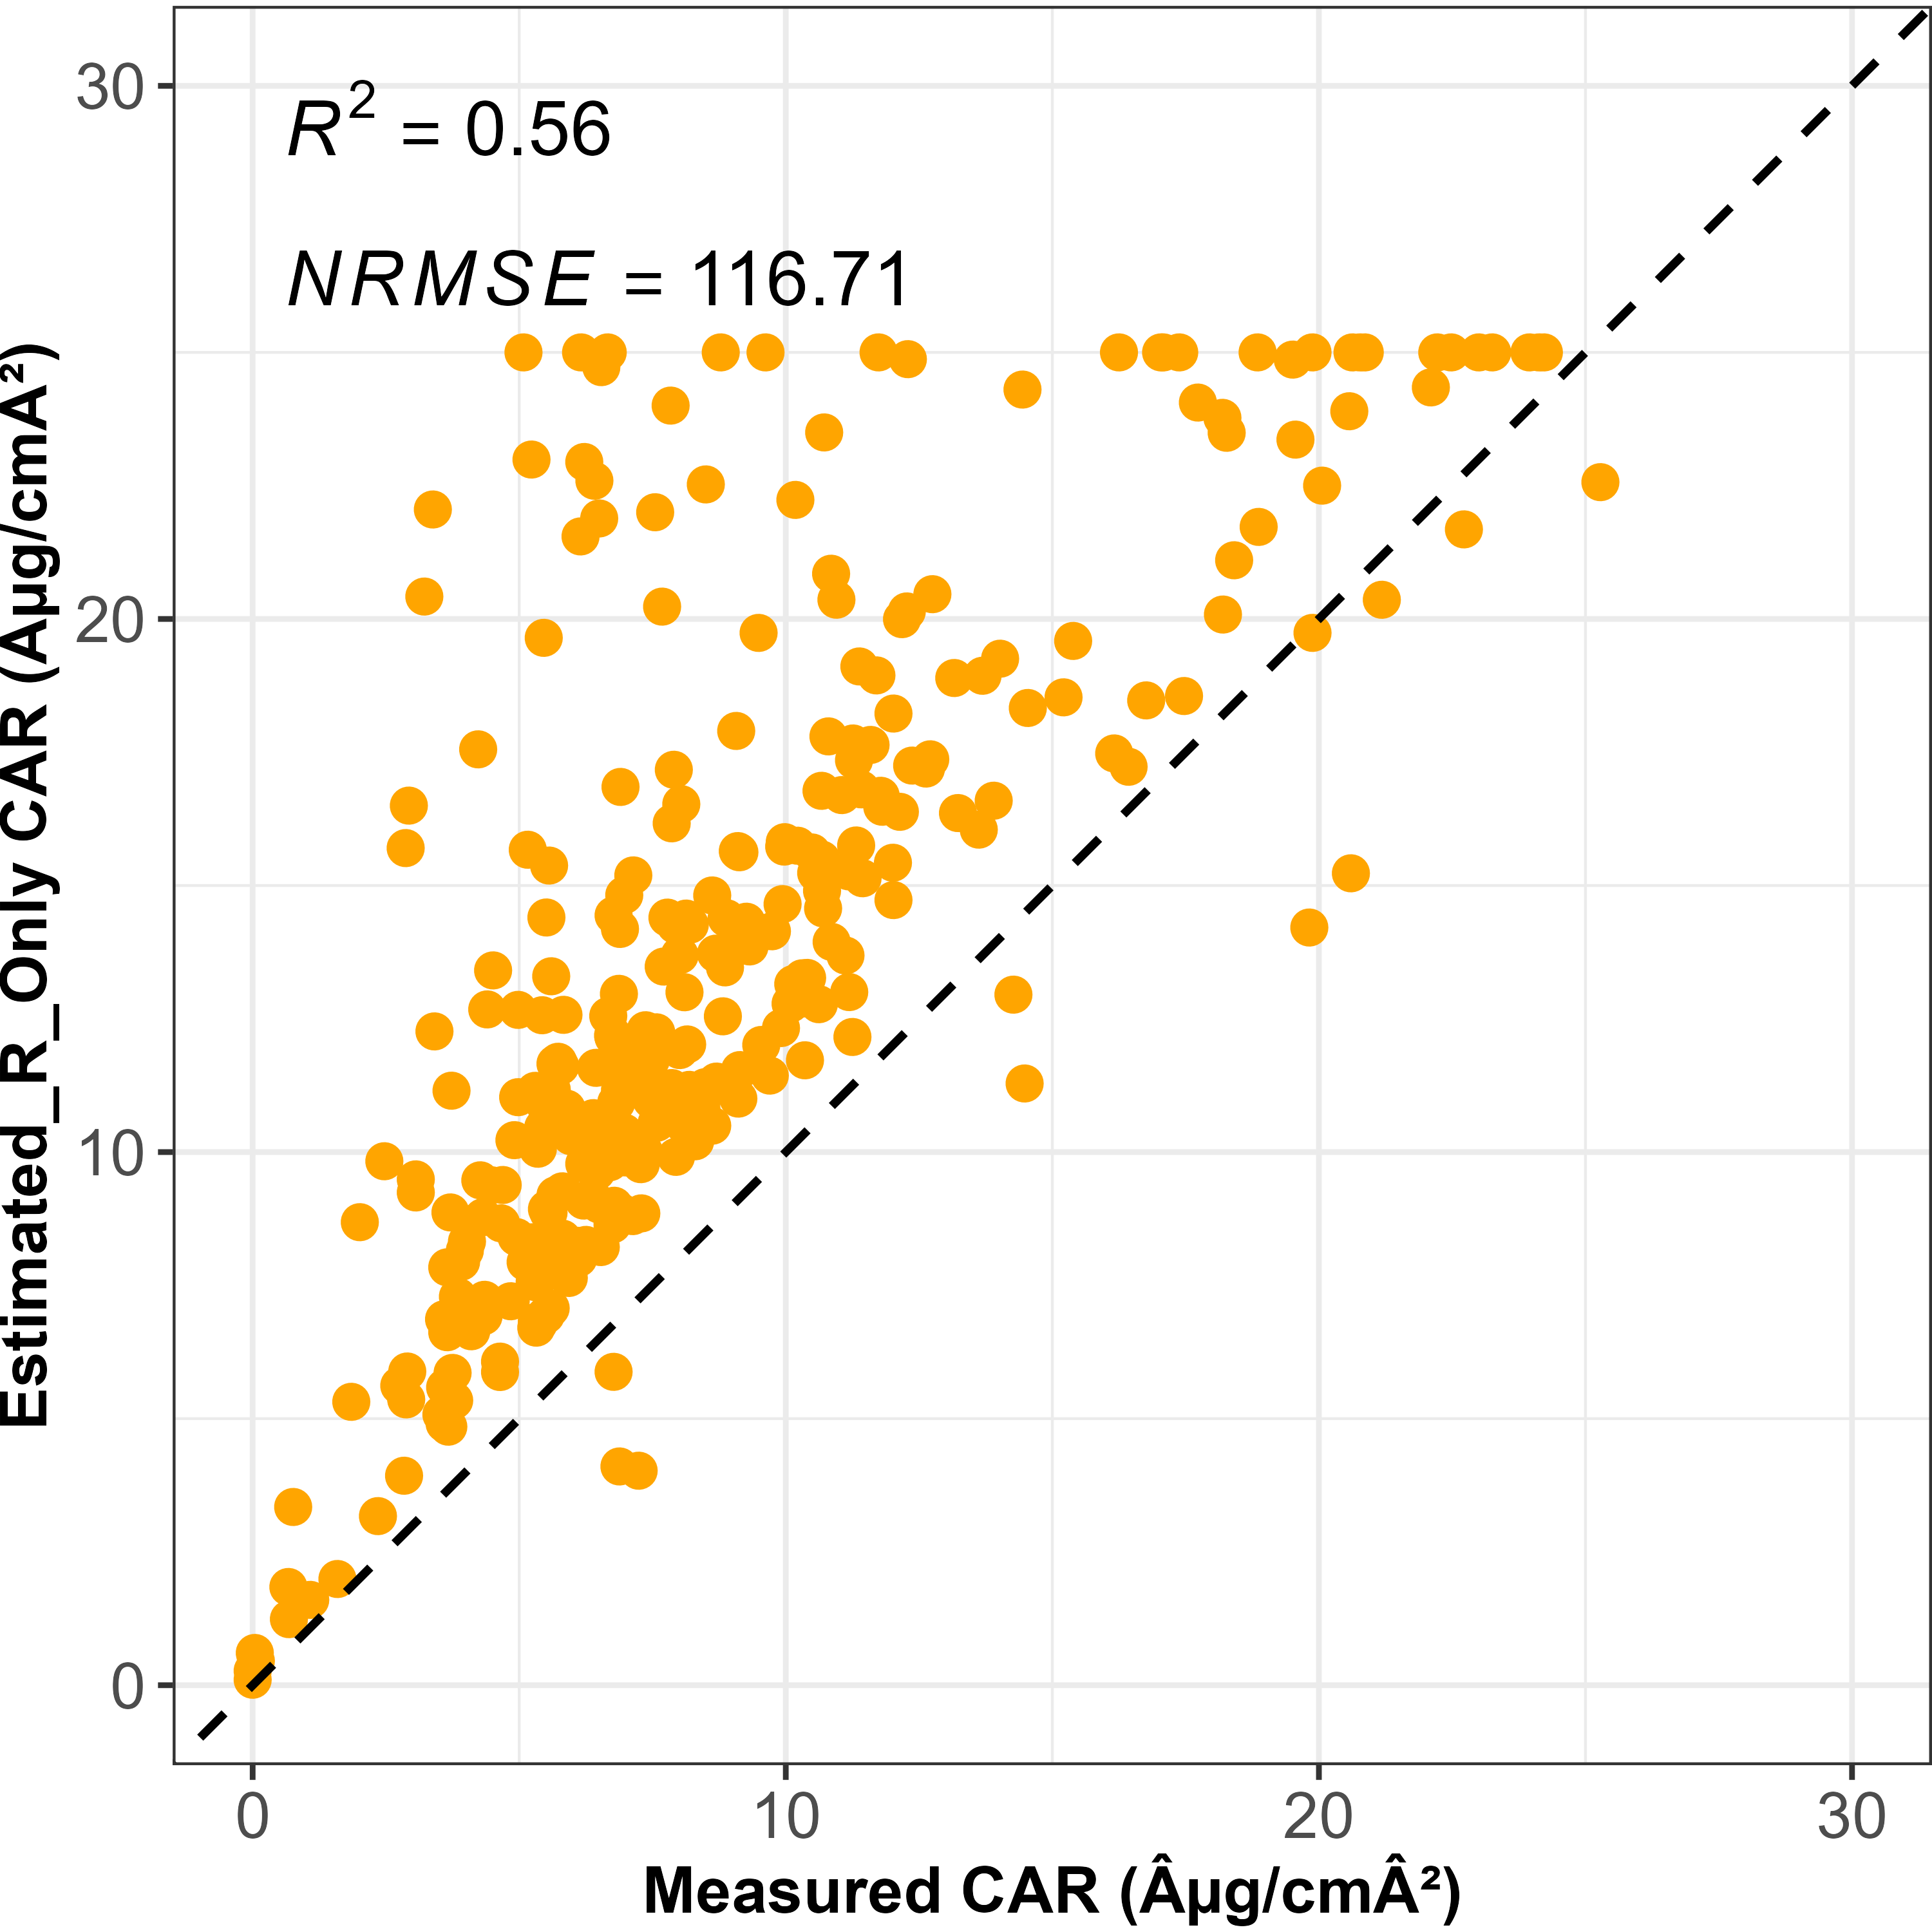 R² = 0.56
NRMSE = 116.71
Estimated_R_Only CAR (Âµg/cmÂ²)
30
20
10
0
0 10 20 30
Measured CAR (Âµg/cmÂ²)